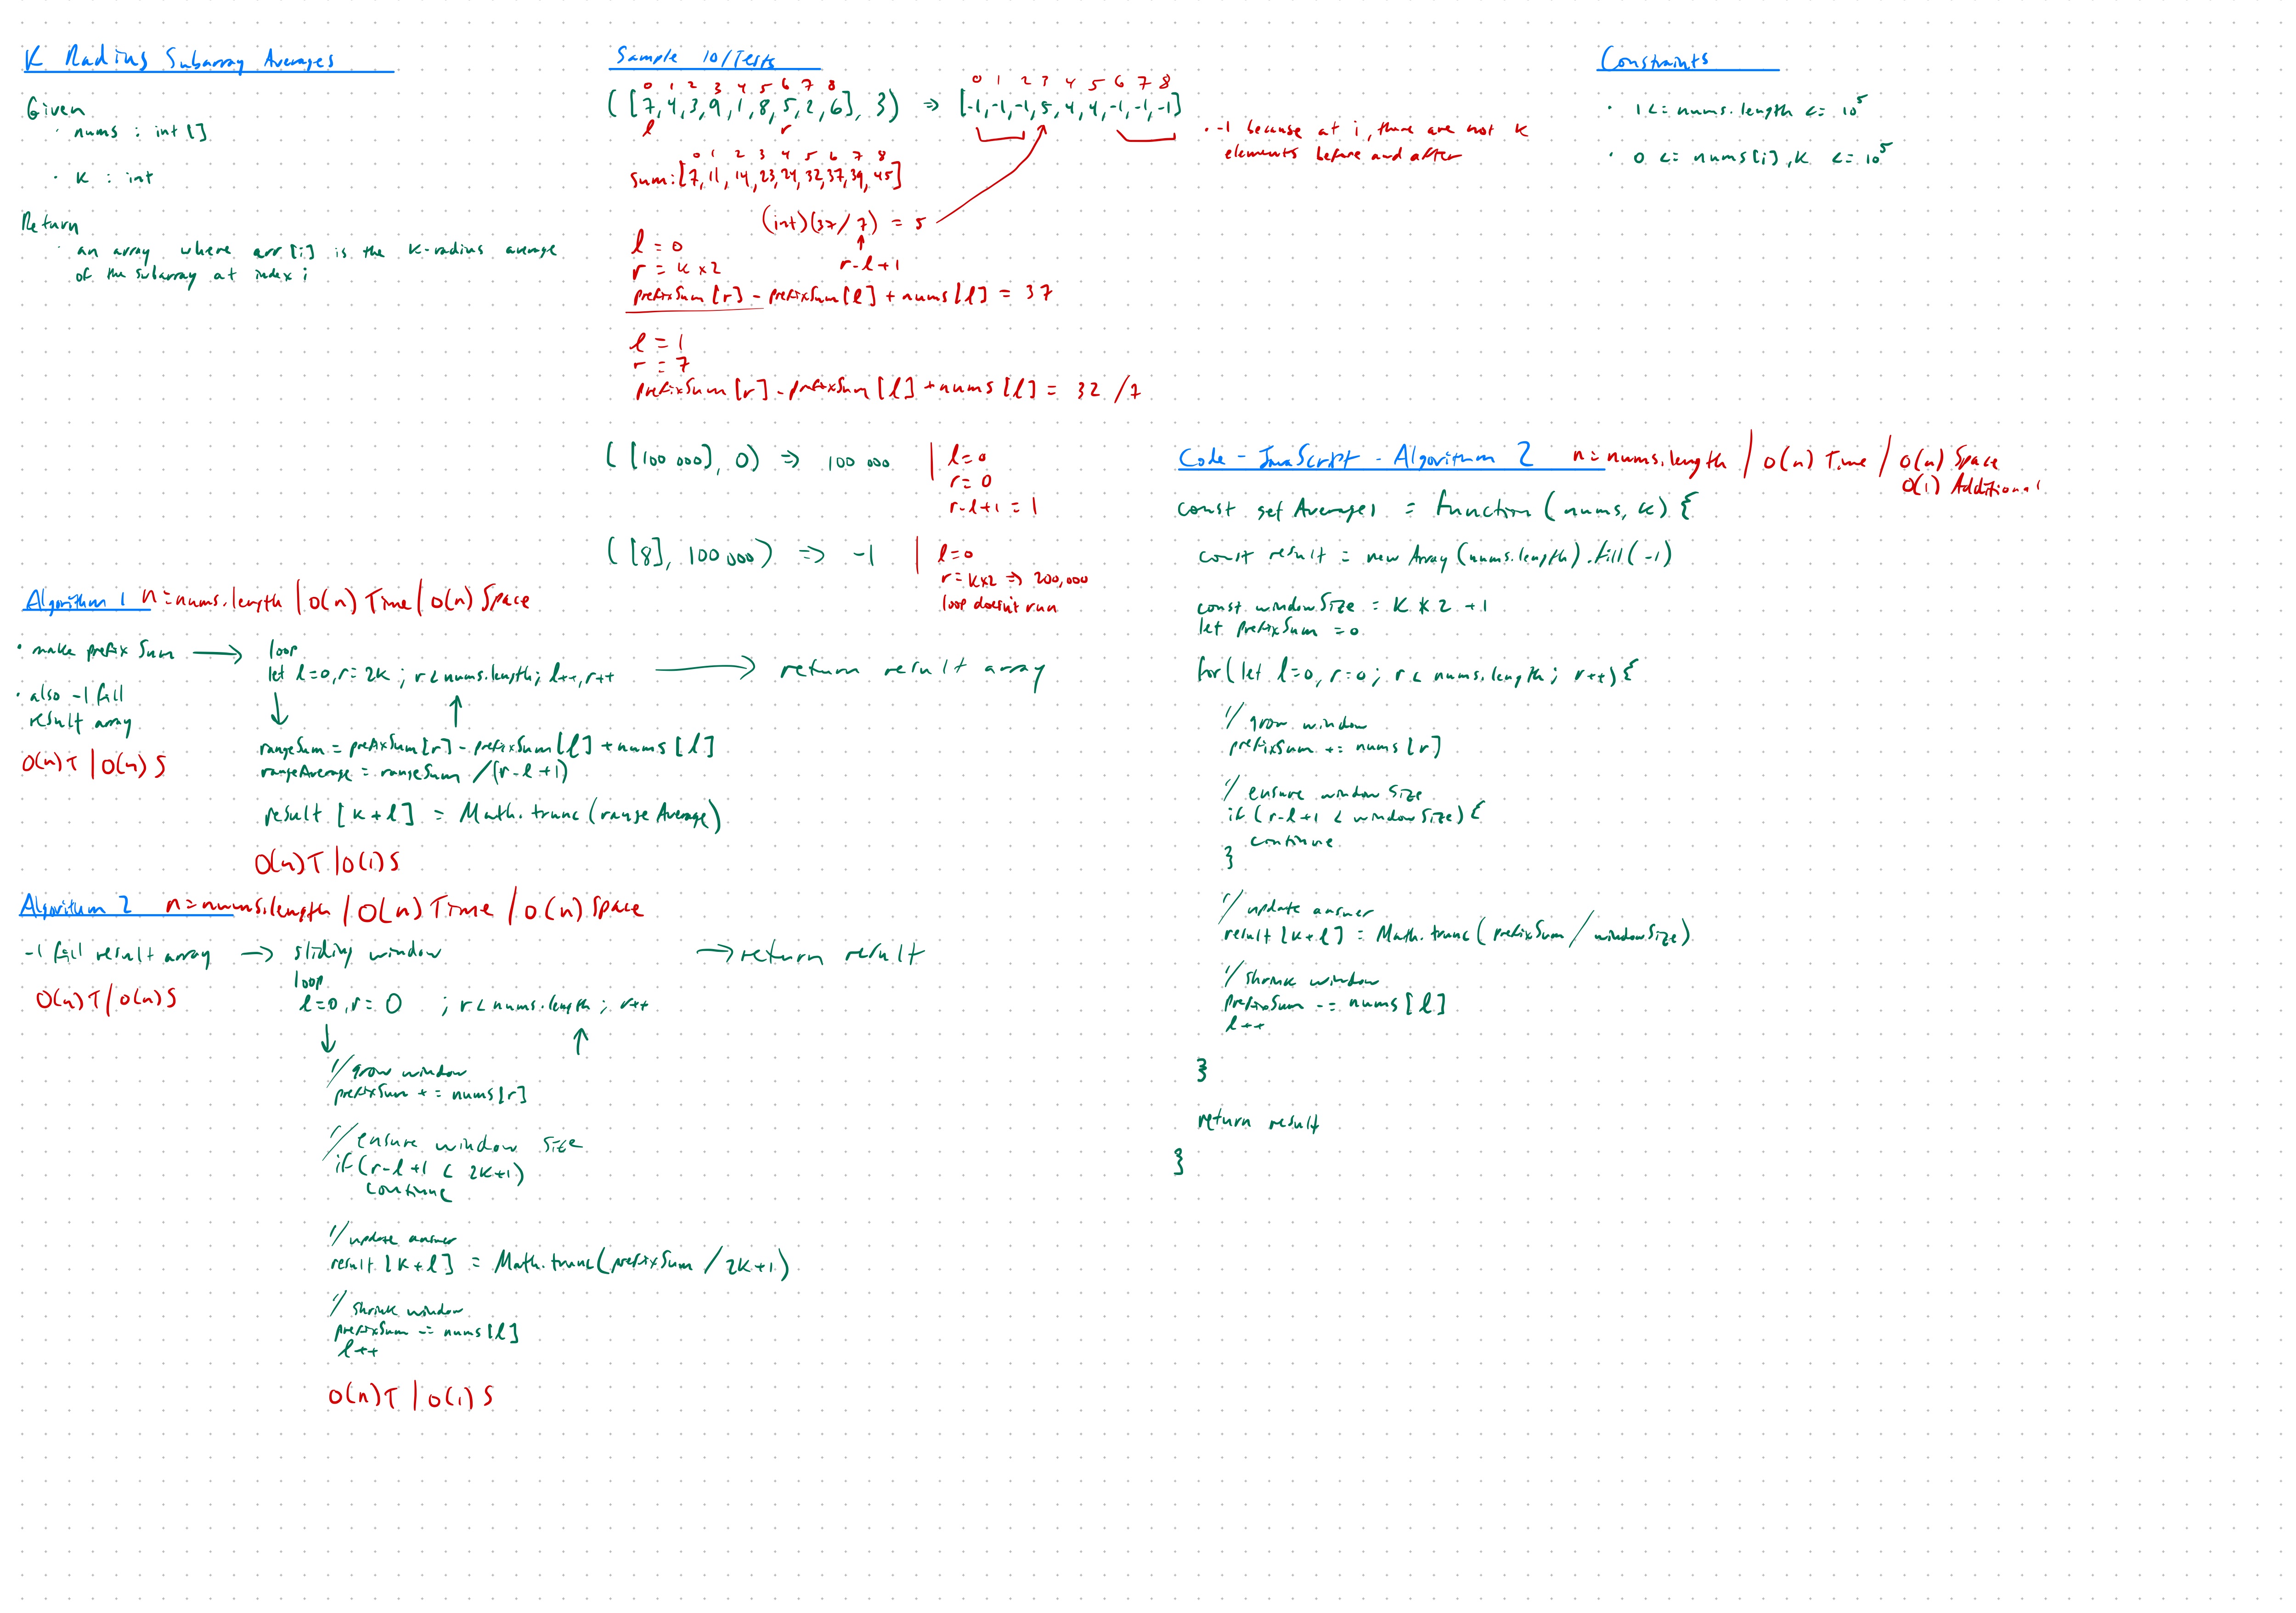 K Radius Subarray Averages
Given
· nums : int []
· K : int
Return
· an array where arr [i] is the K-radius average
of the subarray at index i
Sample IO/Tests
0 1 2 3 4 5 6 7 8
( [7, 4, 3, 9, 1, 8, 5, 2, 6], 3 ) => [-1, -1, -1, 5, 4, 4, -1, -1, -1]
0 1 2 3 4 5 6 7 8
l r
· -1 because at i, there are not K
elements before and after
0 1 2 3 4 5 6 7 8
sum: [7, 11, 14, 23, 24, 32, 37, 39, 45]
(int)(37/7) = 5
r-l+1
l = 0
r = K x 2
prefixSum [r] - prefixSum [l] + nums [l] = 37
l = 1
r = 7
prefixSum [r] - prefixSum [l] + nums [l] = 32 /7
( [100 000], 0) => 100 000
l=0
r=0
r-l+1 = 1
( [8], 100 000 ) => -1
l=0
r=Kx2 => 200,000
loop doesn't run
Constraints
· 1 <= nums.length <= 10^5
· 0 <= nums[i], K <= 10^5
Algorithm 1 n=nums.length | O(n) Time | O(n) Space
· make prefix sum →
· also -1 fill
result array
O(n) T | O(n) S
loop
let l=0, r=2K ; r < nums.length; l++, r++ → return result array
↓ ↑
rangeSum = prefixSum [r] - prefixSum [l] + nums [l]
rangeAverage = rangeSum /(r-l+1)
result [K+l] = Math.trunc (rangeAverage)
O(n) T | O(1) S
Algorithm 2 n=nums.length | O(n) Time / O(n) Space
-1 fill result array → sliding window → return result
O(n) T / O(n) S
loop
l=0, r= 0 ; r < nums.length ; r++
↓ ↑
// grow window
prefixSum += nums [r]
// ensure window size
if (r-l+1 < 2K+1)
continue
// update answer
result [K+l] = Math.trunc(prefixSum / 2K+1)
// shrink window
prefixSum -= nums [l]
l++
O(n) T | O(1) S
Code - JavaScript - Algorithm 2 n=nums.length / O(n) Time / O(n) Space
O(1) Additional
const getAverages = function (nums, K) {
const result = new Array (nums.length) .fill(-1)
const windowSize = K * 2 +1
let prefixSum =0
for (let l=0, r=0; r < nums.length; r++) {
// grow window
prefixSum += nums [r]
// ensure window size
if (r-l+1 < windowSize) {
continue
}
// update answer
result [K+l] = Math.trunc (prefixSum / windowSize)
// shrink window
prefixSum -= nums [l]
l++
}
return result
}